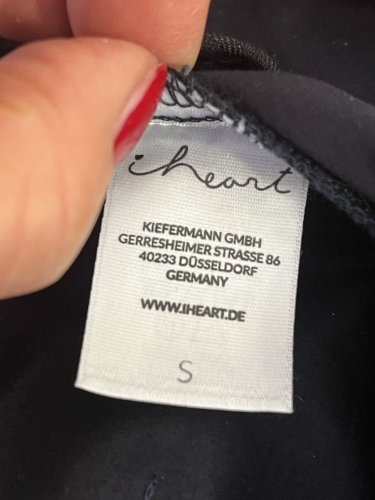 iheart
KIEFERMANN GMBH
GERRESHEIMER STRASSE 86
40233 DÜSSELDORF
GERMANY
WWW.IHEART.DE
S